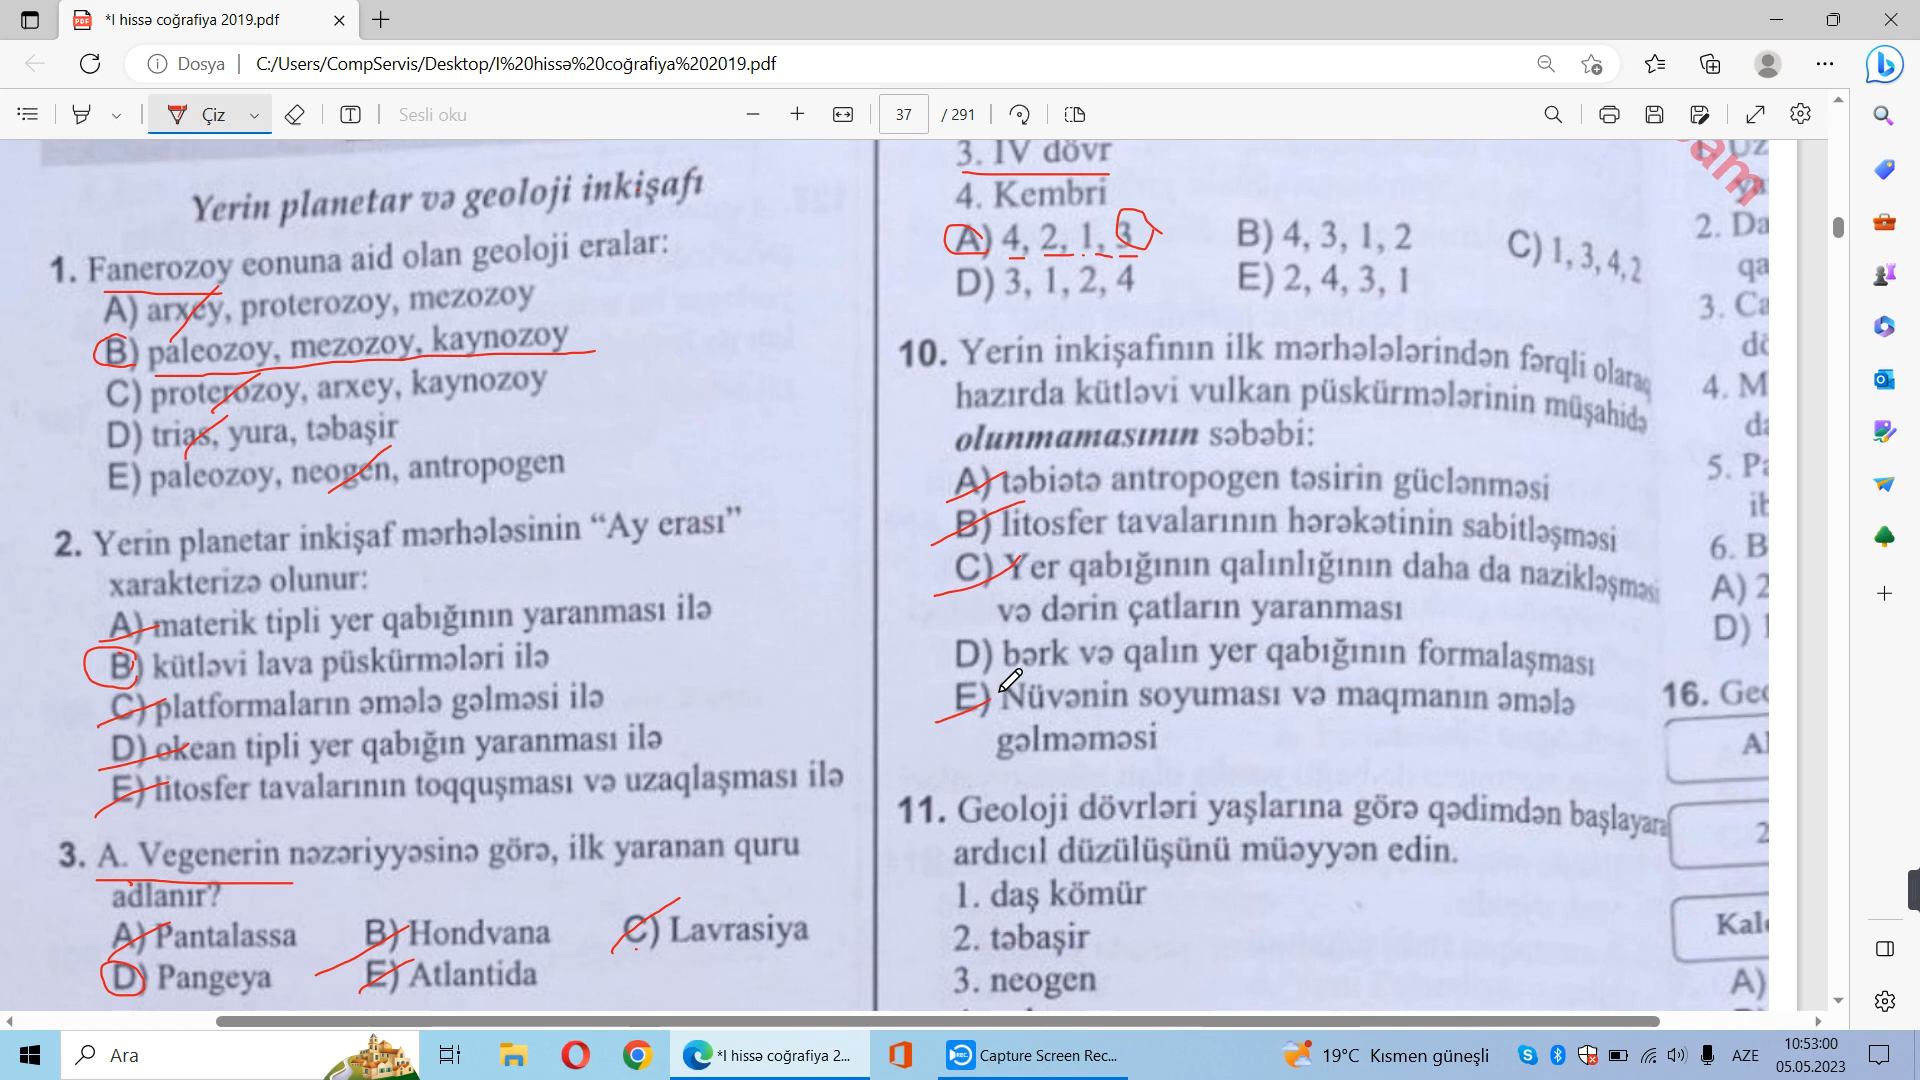 *I hissə coğrafiya 2019.pdf
Dosya
C:/Users/CompServis/Desktop/I%20hissə%20coğrafiya%202019.pdf
Çiz
Sesli oku
37
/ 291
Yerin planetar və geoloji inkişafı
1. Fanerozoy eonuna aid olan geoloji eralar:
A) arxey, proterozoy, mezozoy
B) paleozoy, mezozoy, kaynozoy
C) proterozoy, arxey, kaynozoy
D) trias, yura, təbaşir
E) paleozoy, neogen, antropogen
2. Yerin planetar inkişaf mərhələsinin “Ay erası”
xarakterizə olunur:
A) materik tipli yer qabığının yaranması ilə
B) kütləvi lava püskürmələri ilə
C) platformaların əmələ gəlməsi ilə
D) okean tipli yer qabığın yaranması ilə
E) litosfer tavalarının toqquşması və uzaqlaşması ilə
3. A. Vegenerin nəzəriyyəsinə görə, ilk yaranan quru
adlanır?
A) Pantalassa B) Hondvana C) Lavrasiya
D) Pangeya E) Atlantida
3. IV dövr
4. Kembri
A) 4, 2, 1, 3 B) 4, 3, 1, 2 C) 1, 3, 4, 2
D) 3, 1, 2, 4 E) 2, 4, 3, 1
10. Yerin inkişafının ilk mərhələlərindən fərqli olaraq
hazırda kütləvi vulkan püskürmələrinin müşahidə
olunmamasının səbəbi:
A) təbiətə antropogen təsirin güclənməsi
B) litosfer tavalarının hərəkətinin sabitləşməsi
C) Yer qabığının qalınlığının daha da nazikləşməsi
və dərin çatların yaranması
D) bərk və qalın yer qabığının formalaşması
E) Nüvənin soyuması və maqmanın əmələ
gəlməməsi
11. Geoloji dövrləri yaşlarına görə qədimdən başlayara
ardıcıl düzülüşünü müəyyən edin.
1. daş kömür
2. təbaşir
3. neogen
2. Da
qa
3. Ca
4. M
da
5. Pa
6. B
A) 2
D) 1
16. Geo
2
Kale
A)
Ara
*I hissə coğrafiya 2...
Capture Screen Rec...
19°C Kısmen güneşli
AZE
10:53:00
05.05.2023